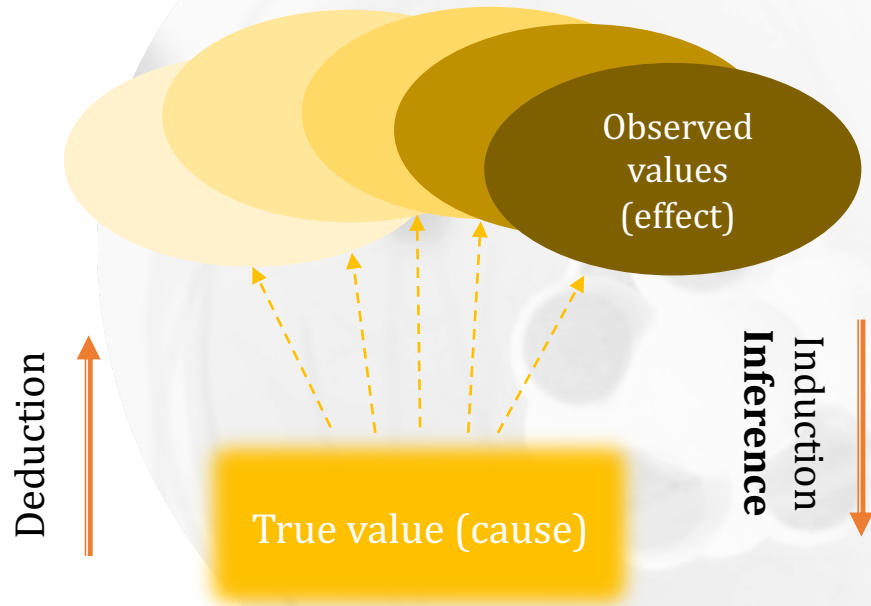 Observed
values
(effect)
Deduction
Induction
Inference
True value (cause)